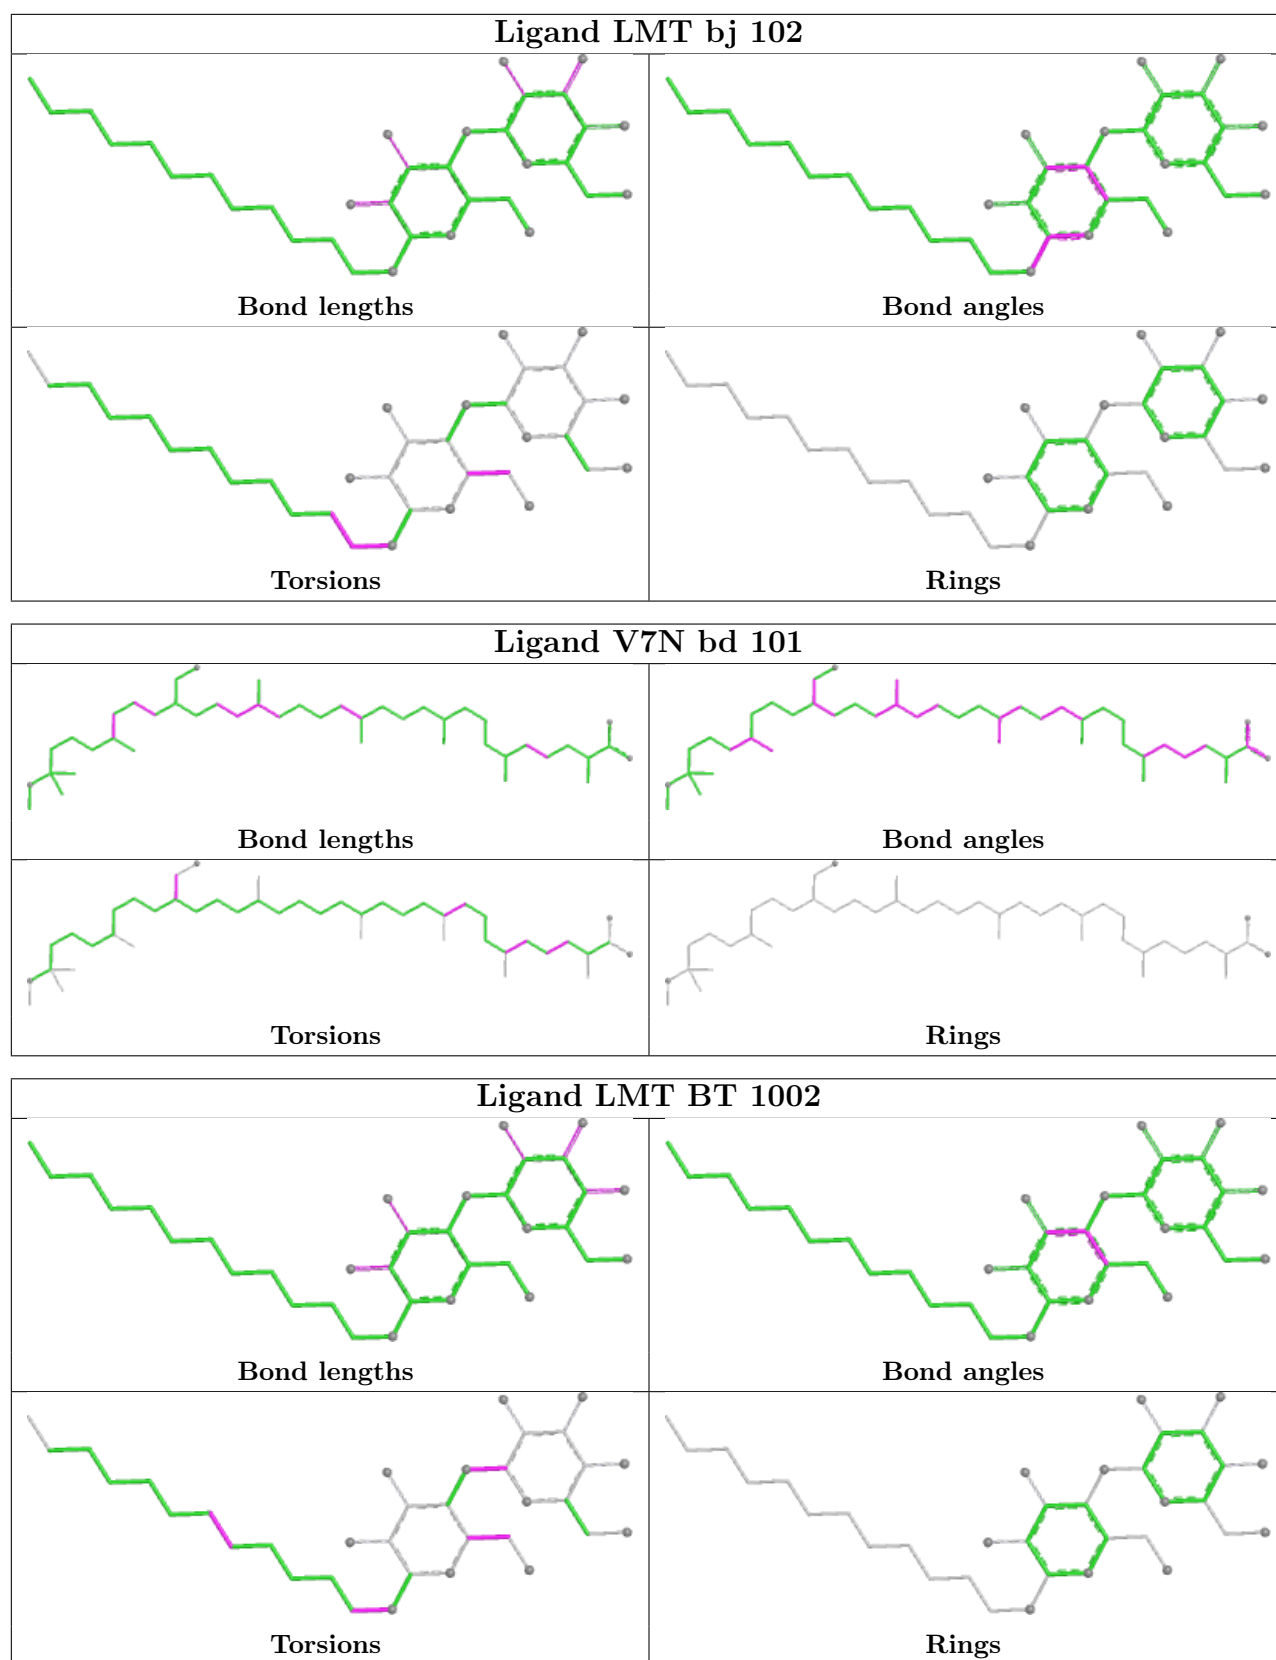 Ligand LMT bj 102
Bond lengths
Bond angles
Torsions
Rings
Ligand V7N bd 101
Bond lengths
Bond angles
Torsions
Rings
Ligand LMT BT 1002
Bond lengths
Bond angles
Torsions
Rings